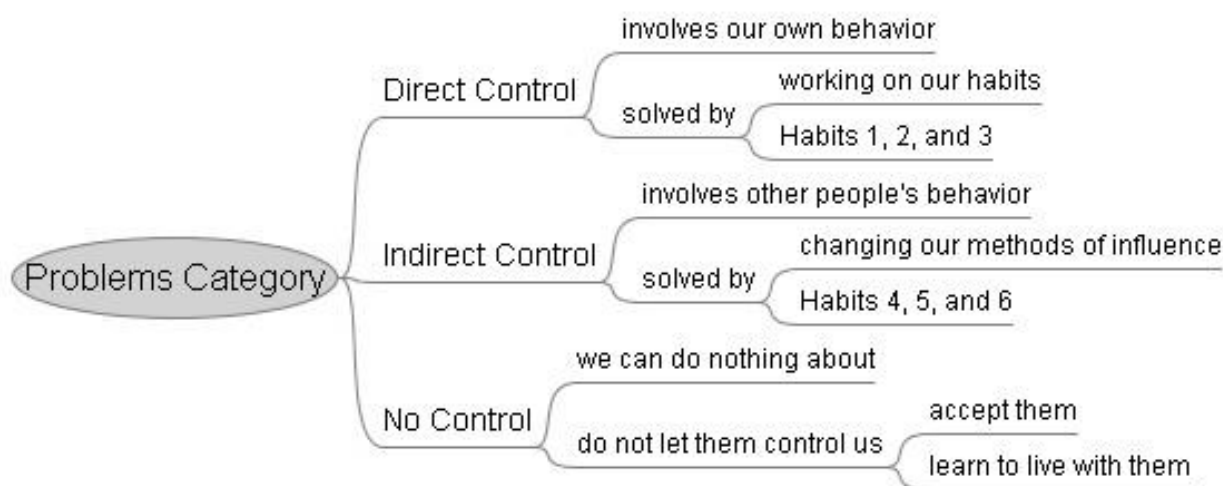 Problems Category
Direct Control
involves our own behavior
solved by
working on our habits
Habits 1, 2, and 3
Indirect Control
involves other people's behavior
solved by
changing our methods of influence
Habits 4, 5, and 6
No Control
we can do nothing about
do not let them control us
accept them
learn to live with them